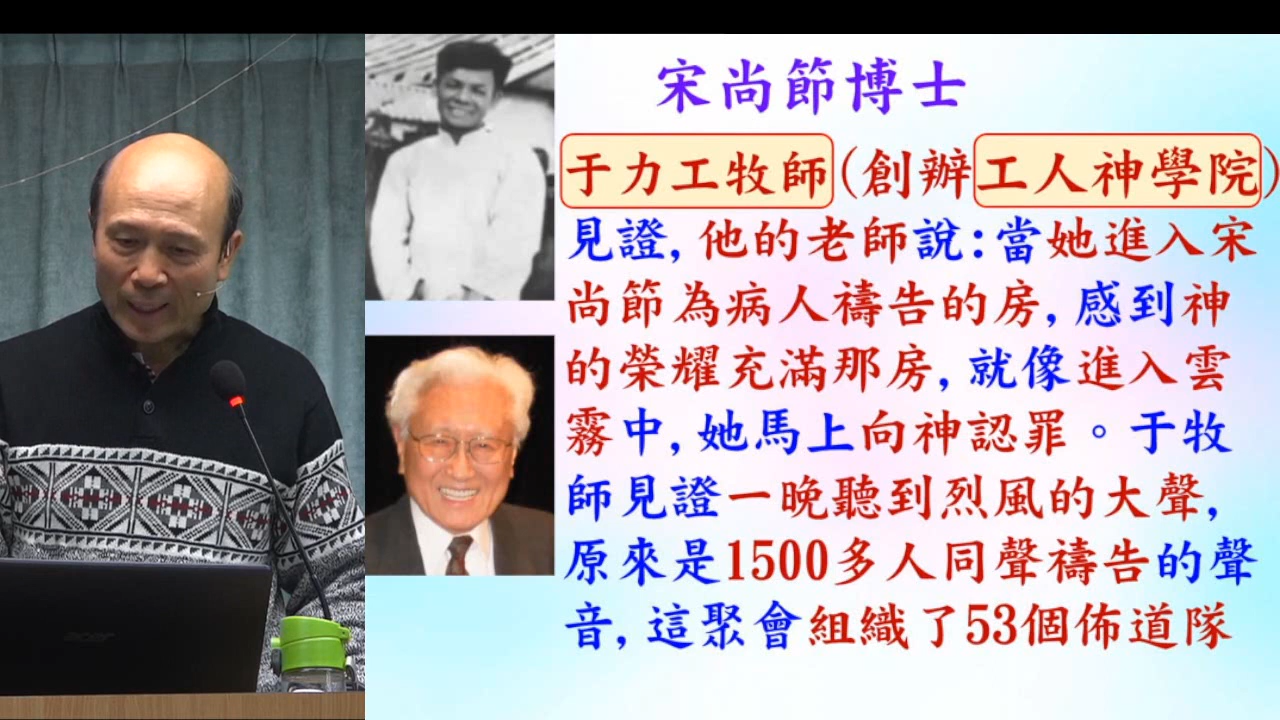 宋尚節博士
于力工牧師(創辦工人神學院)
見證,他的老師說:當她進入宋
尚節為病人禱告的房,感到神
的榮耀充滿那房,就像進入雲
霧中,她馬上向神認罪。于牧
師見證一晚聽到烈風的大聲,
原來是1500多人同聲禱告的聲
音,這聚會組織了53個佈道隊
acer